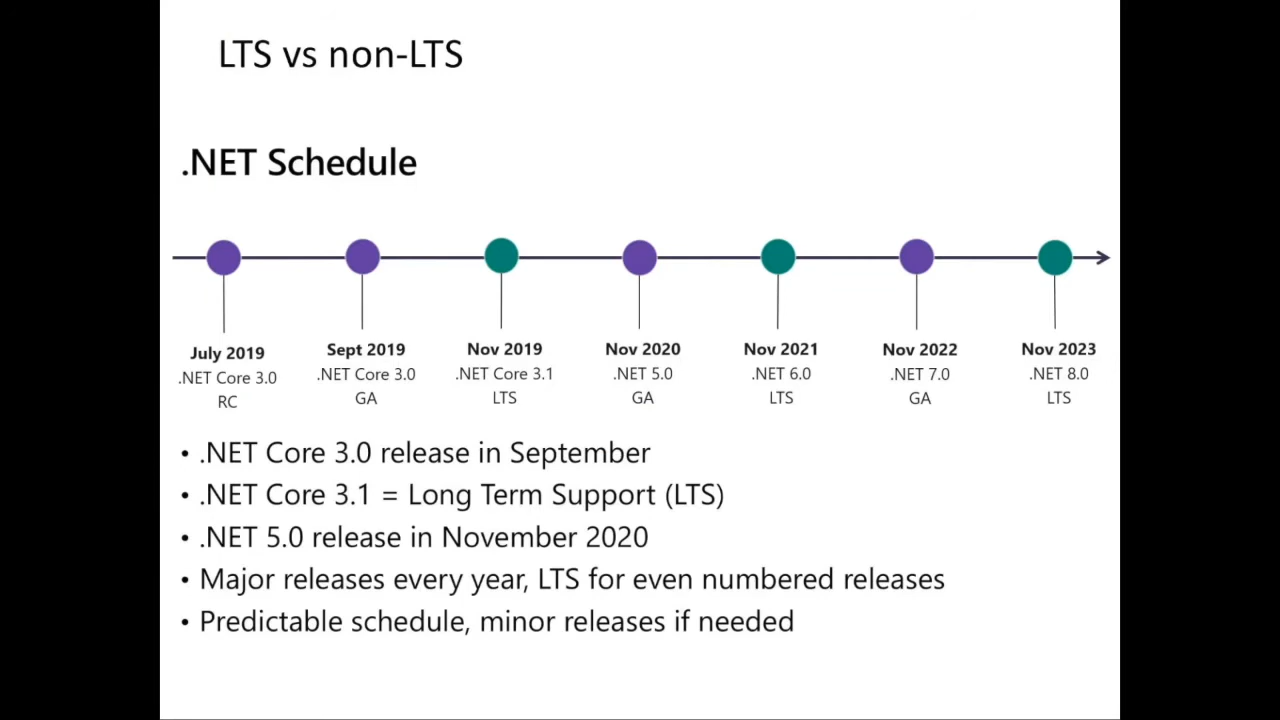 LTS vs non-LTS
.NET Schedule
July 2019
.NET Core 3.0
RC
Sept 2019
.NET Core 3.0
GA
Nov 2019
.NET Core 3.1
LTS
Nov 2020
.NET 5.0
GA
Nov 2021
.NET 6.0
LTS
Nov 2022
.NET 7.0
GA
Nov 2023
.NET 8.0
LTS
• .NET Core 3.0 release in September
• .NET Core 3.1 = Long Term Support (LTS)
• .NET 5.0 release in November 2020
• Major releases every year, LTS for even numbered releases
• Predictable schedule, minor releases if needed